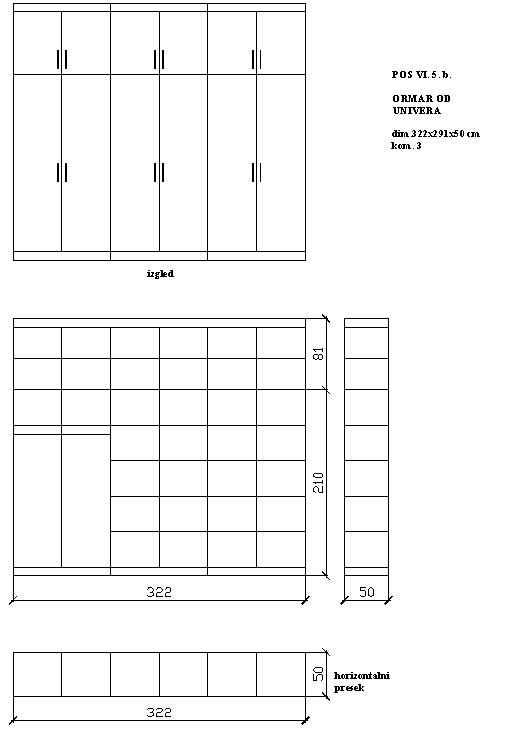 POS VI. 5. b.
ORMAR OD
UNIVERA
dim 322x291x50 cm
kom. 3
izgled
81
210
322
50
50
horizontalni
presek
322